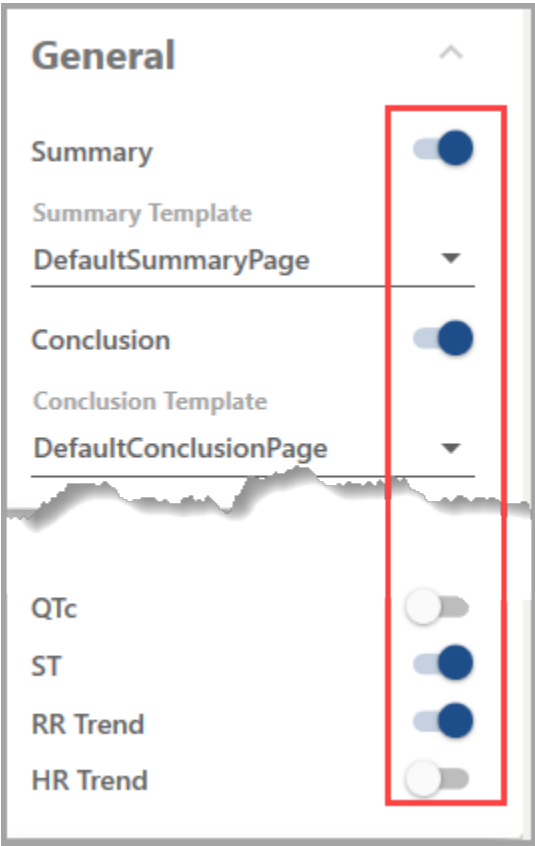 General
Summary
Summary Template
DefaultSummaryPage
Conclusion
Conclusion Template
DefaultConclusionPage
QTc
ST
RR Trend
HR Trend